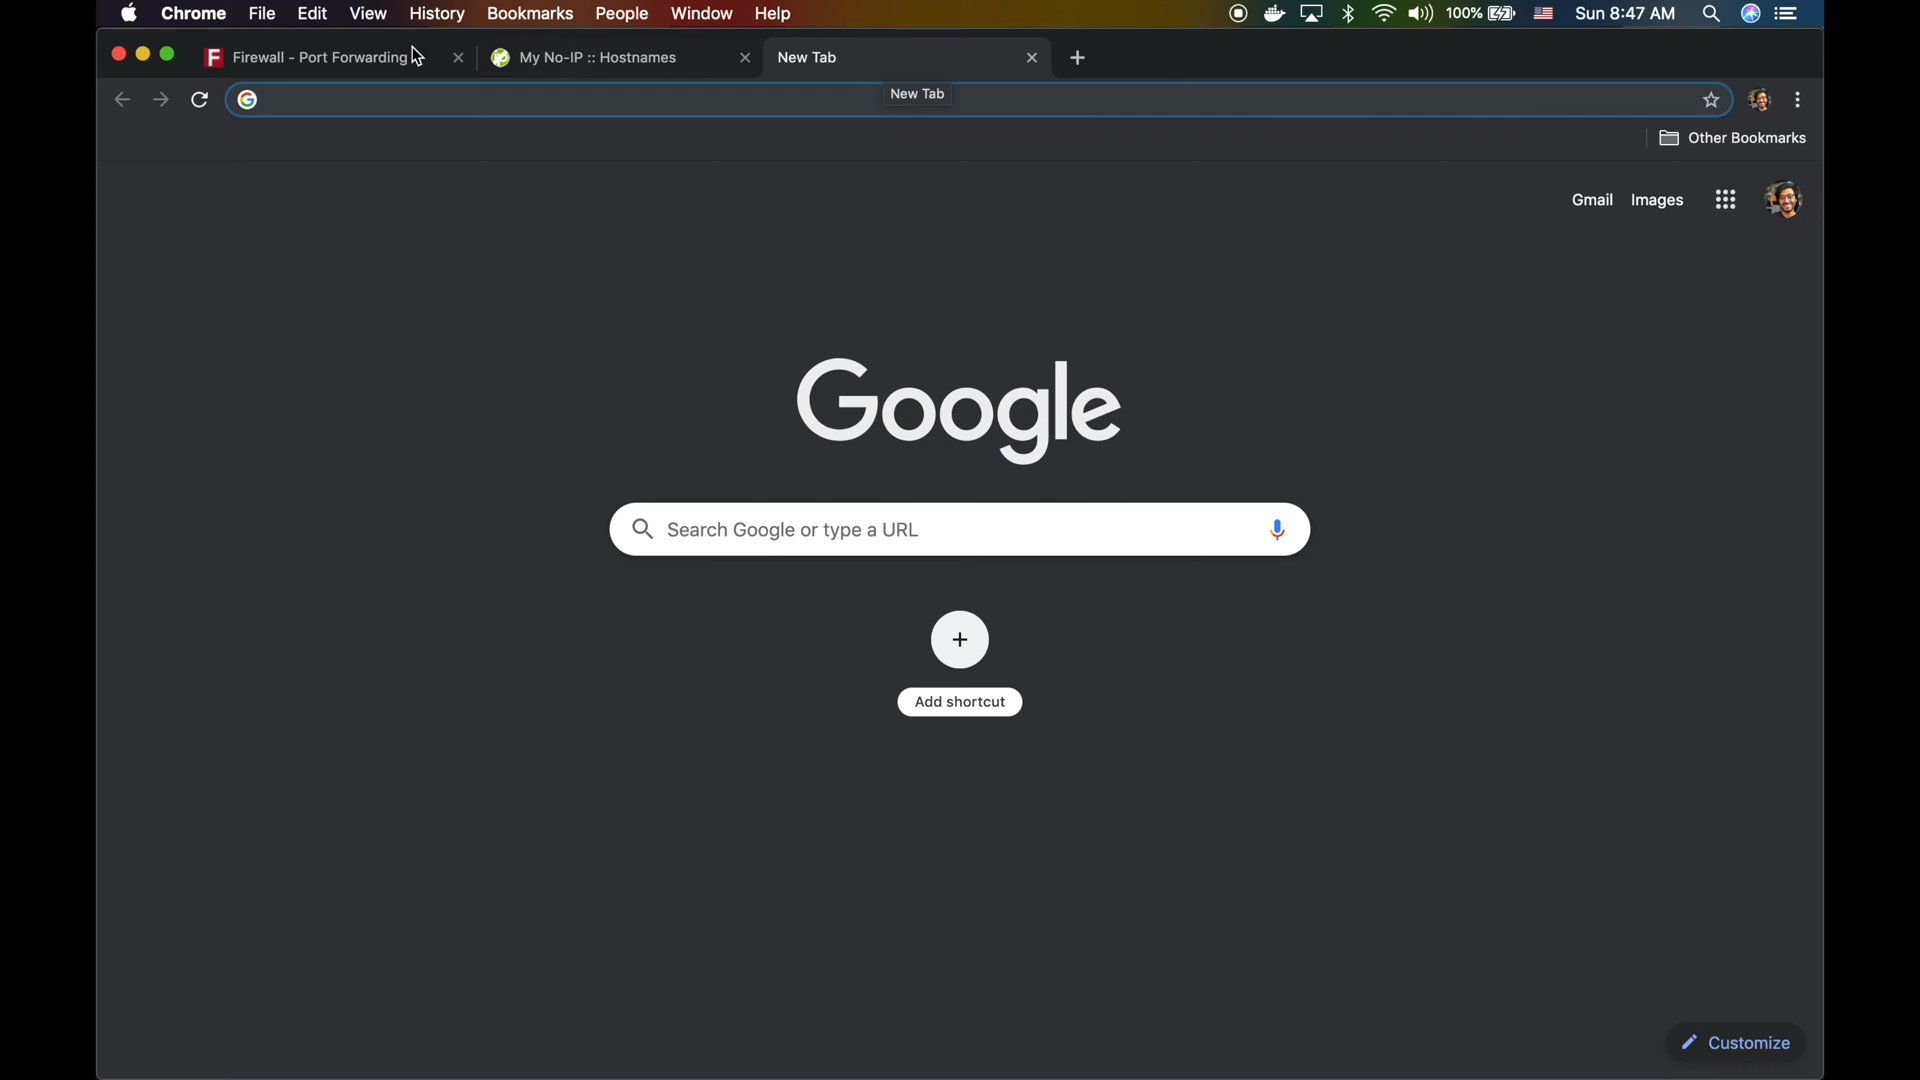 Chrome File Edit View History Bookmarks People Window Help 100% Sun 8:47 AM
Firewall - Port Forwarding My No-IP :: Hostnames New Tab
New Tab
Other Bookmarks
Gmail Images
Google
Search Google or type a URL
Add shortcut
Customize